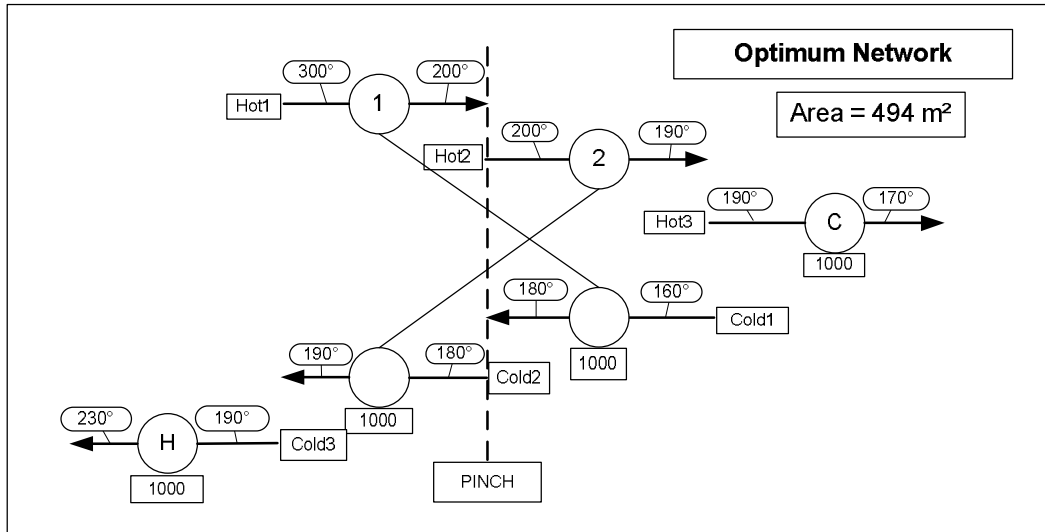 Optimum Network
Area = 494 m²
300°
200°
Hot1
1
200°
190°
Hot2
2
190°
170°
Hot3
C
1000
180°
160°
Cold1
1000
190°
180°
Cold2
1000
230°
190°
Cold3
H
1000
PINCH